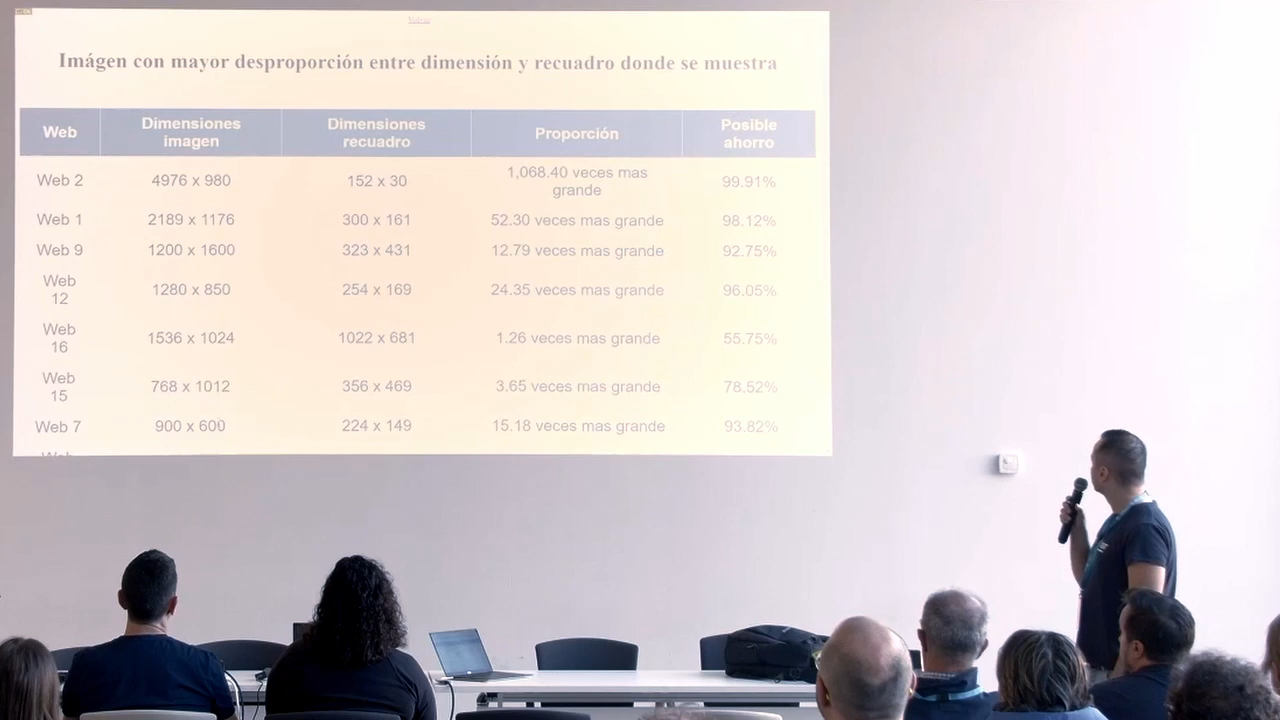 Volver
Imágen con mayor desproporción entre dimensión y recuadro donde se muestra
Web Dimensiones imagen Dimensiones recuadro Proporción Posible ahorro
Web 2 4976 x 980 152 x 30 1,068.40 veces mas grande 99.91%
Web 1 2189 x 1176 300 x 161 52.30 veces mas grande 98.12%
Web 9 1200 x 1600 323 x 431 12.79 veces mas grande 92.75%
Web 12 1280 x 850 254 x 169 24.35 veces mas grande 96.05%
Web 16 1536 x 1024 1022 x 681 1.26 veces mas grande 55.75%
Web 15 768 x 1012 356 x 469 3.65 veces mas grande 78.52%
Web 7 900 x 600 224 x 149 15.18 veces mas grande 93.82%